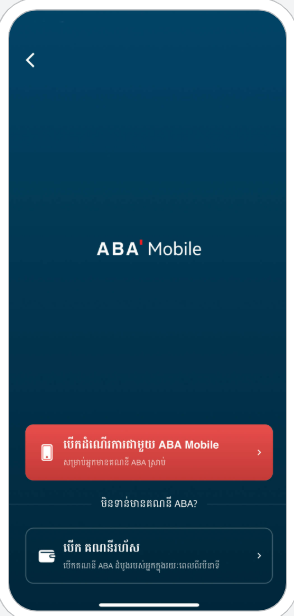 ABA' Mobile
បើកដំណើរការជាមួយ ABA Mobile
សម្រាប់អ្នកមានគណនី ABA ស្រាប់
មិនទាន់មានគណនី ABA?
បើក គណនីរហ័ស
បើកគណនី ABA ដំបូងរបស់អ្នកក្នុងរយៈពេលពីរបីនាទី